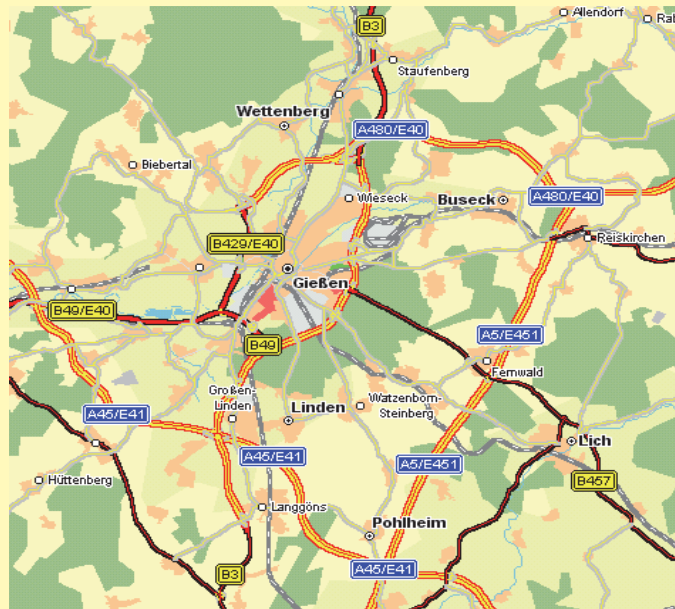 Allendorf
B3
Rab
Staufenberg
Wettenberg
A480/E40
Biebertal
Wieseck
Buseck
A480/E40
B429/E40
Reiskirchen
Gießen
B49/E40
A5/E451
B49
Fernwald
Großen-
Linden
Watzenborn-
Steinberg
A45/E41
Linden
Lich
A45/E41
A5/E451
Hüttenberg
B457
Langgöns
Pohlheim
A45/E41
B3